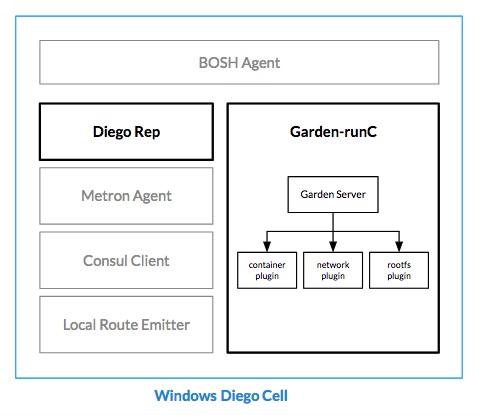 BOSH Agent
Diego Rep
Metron Agent
Consul Client
Local Route Emitter
Garden-runC
Garden Server
container
plugin
network
plugin
rootfs
plugin
Windows Diego Cell